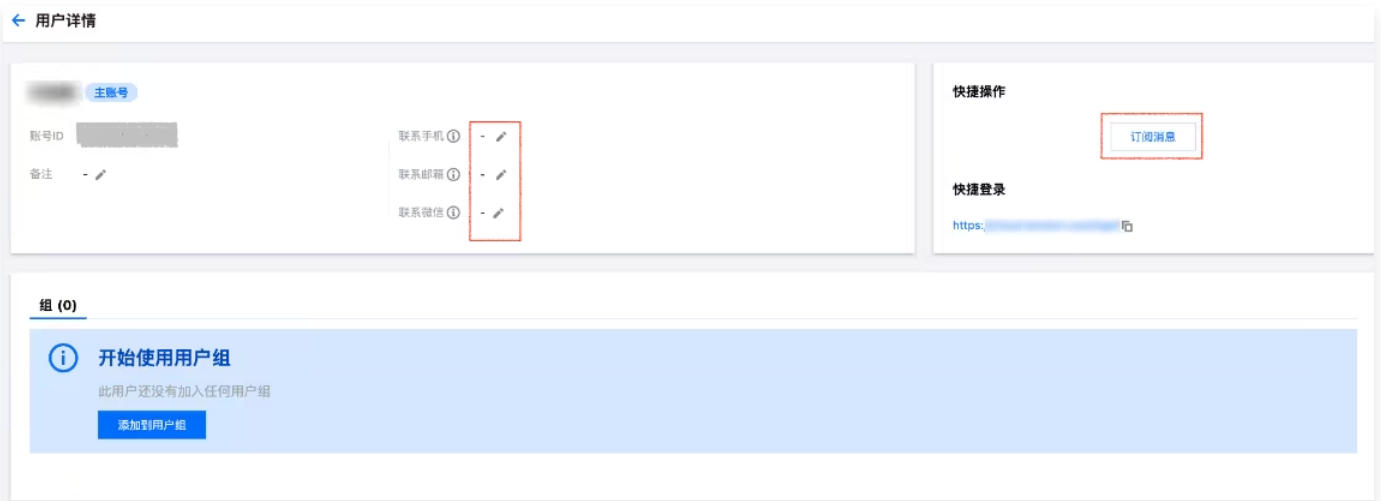 用户详情
主账号
账号ID
备注 -
联系手机 -
联系邮箱 -
联系微信 -
快捷操作
订阅消息
快捷登录
https:
组 (0)
开始使用用户组
此用户还没有加入任何用户组
添加到用户组